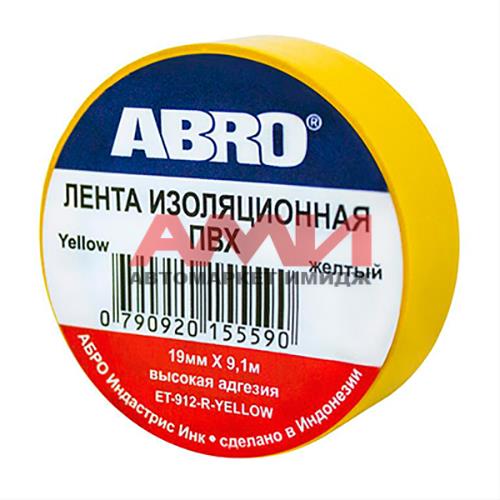 ABRO®
ЛЕНТА ИЗОЛЯЦИОННАЯ
ПВХ
Yellow
желтый
АМИ
АВТОМАРКЕТ ИМИДЖ
0 790920 155590
19мм X 9,1м
высокая адгезия
ET-912-R-YELLOW
АБРО Индастрис Инк • сделано в Индонезии